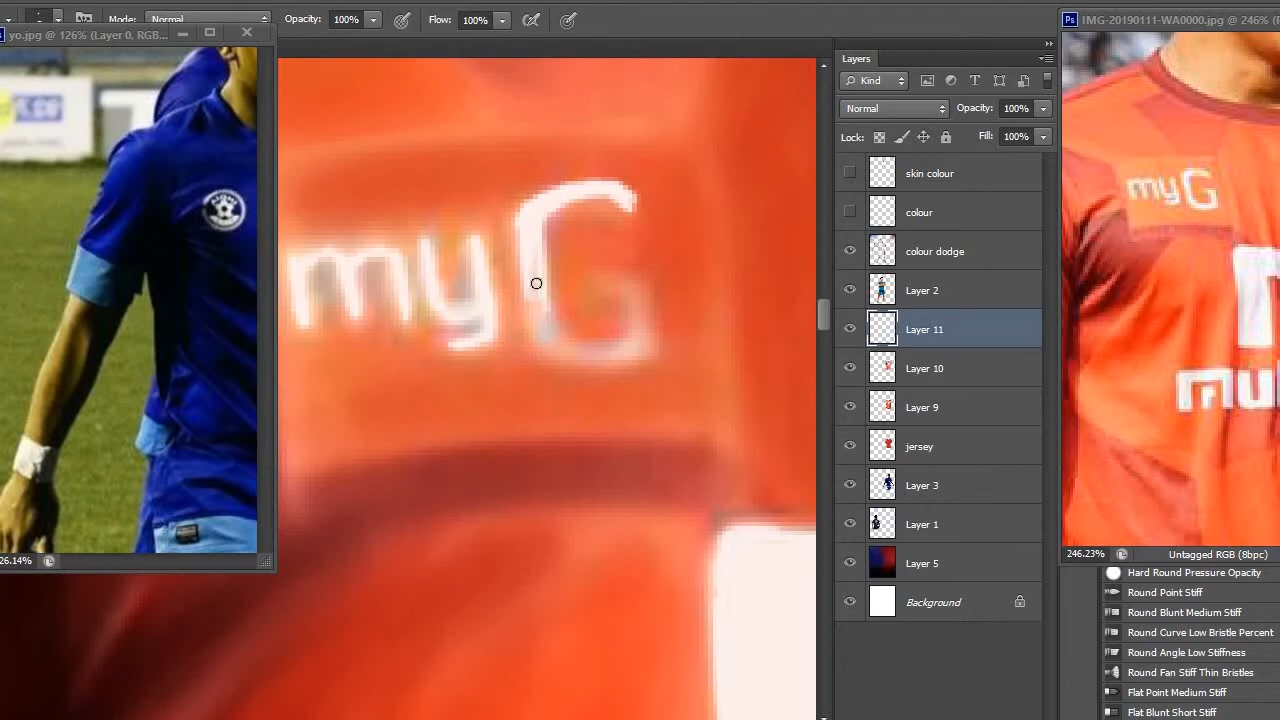 Mode: Normal Opacity: 100% Flow: 100%
yo.jpg @ 126% (Layer 0, RGB...
26.14%
myG
Layers
Kind
Normal Opacity: 100%
Lock: Fill: 100%
skin colour
colour
colour dodge
Layer 2
Layer 11
Layer 10
Layer 9
jersey
Layer 3
Layer 1
Layer 5
Background
Ps IMG-20190111-WA0000.jpg @ 246% (
myG
246.23% Untagged RGB (8bpc)
Hard Round Pressure Opacity
Round Point Stiff
Round Blunt Medium Stiff
Round Curve Low Bristle Percent
Round Angle Low Stiffness
Round Fan Stiff Thin Bristles
Flat Point Medium Stiff
Flat Blunt Short Stiff